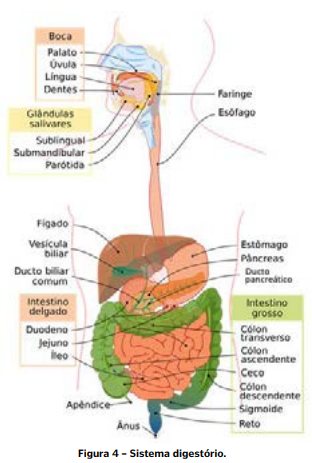 Boca
Palato
Úvula
Língua
Dentes
Glândulas
salivares
Sublingual
Submandibular
Parótida
Faringe
Esôfago
Fígado
Vesícula
biliar
Ducto biliar
comum
Intestino
delgado
Duodeno
Jejuno
Íleo
Apêndice
Ânus
Estômago
Pâncreas
Ducto
pancreático
Intestino
grosso
Cólon
transverso
Cólon
ascendente
Ceço
Cólon
descendente
Sigmoide
Reto
Figura 4 – Sistema digestório.